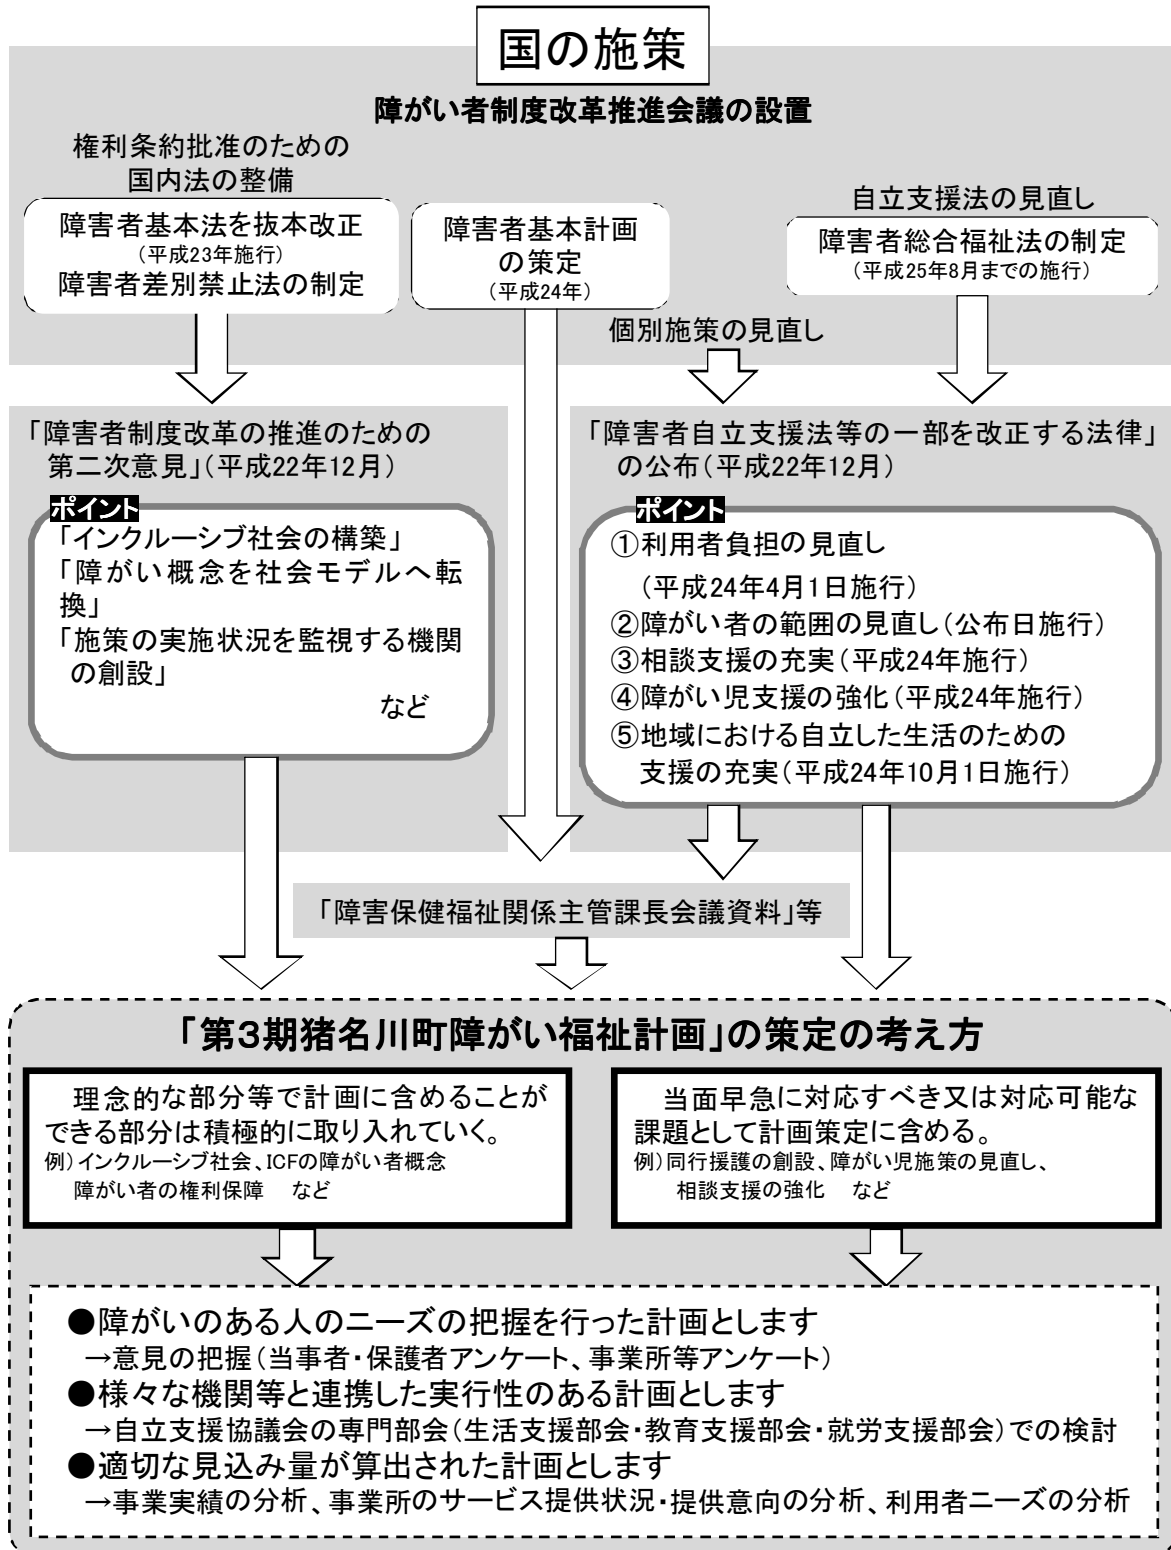 国の施策
障がい者制度改革推進会議の設置
権利条約批准のための
国内法の整備
障害者基本法を抜本改正
(平成23年施行)
障害者差別禁止法の制定
障害者基本計画
の策定
(平成24年)
自立支援法の見直し
障害者総合福祉法の制定
(平成25年8月までの施行)
個別施策の見直し
「障害者制度改革の推進のための
第二次意見」(平成22年12月)
ポイント
「インクルーシブ社会の構築」
「障がい概念を社会モデルへ転
換」
「施策の実施状況を監視する機関
の創設」
など
「障害者自立支援法等の一部を改正する法律」
の公布(平成22年12月)
ポイント
①利用者負担の見直し
(平成24年4月1日施行)
②障がい者の範囲の見直し(公布日施行)
③相談支援の充実(平成24年施行)
④障がい児支援の強化(平成24年施行)
⑤地域における自立した生活のための
支援の充実(平成24年10月1日施行)
「障害保健福祉関係主管課長会議資料」等
「第3期猪名川町障がい福祉計画」の策定の考え方
理念的な部分等で計画に含めることが
できる部分は積極的に取り入れていく。
例)インクルーシブ社会、ICFの障がい者概念
障がい者の権利保障 など
当面早急に対応すべき又は対応可能な
課題として計画策定に含める。
例)同行援護の創設、障がい児施策の見直し、
相談支援の強化 など
●障がいのある人のニーズの把握を行った計画とします
→意見の把握(当事者・保護者アンケート、事業所等アンケート)
●様々な機関等と連携した実行性のある計画とします
→自立支援協議会の専門部会(生活支援部会・教育支援部会・就労支援部会)での検討
●適切な見込み量が算出された計画とします
→事業実績の分析、事業所のサービス提供状況・提供意向の分析、利用者ニーズの分析